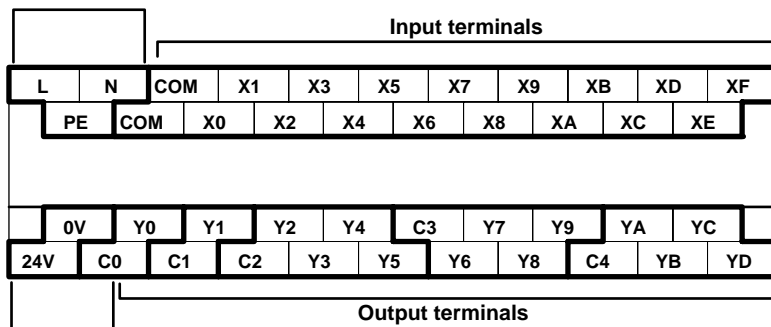 Input terminals
L N COM X1 X3 X5 X7 X9 XB XD XF
PE COM X0 X2 X4 X6 X8 XA XC XE
0V Y0 Y1 Y2 Y4 C3 Y7 Y9 YA YC
24V C0 C1 C2 Y3 Y5 Y6 Y8 C4 YB YD
Output terminals